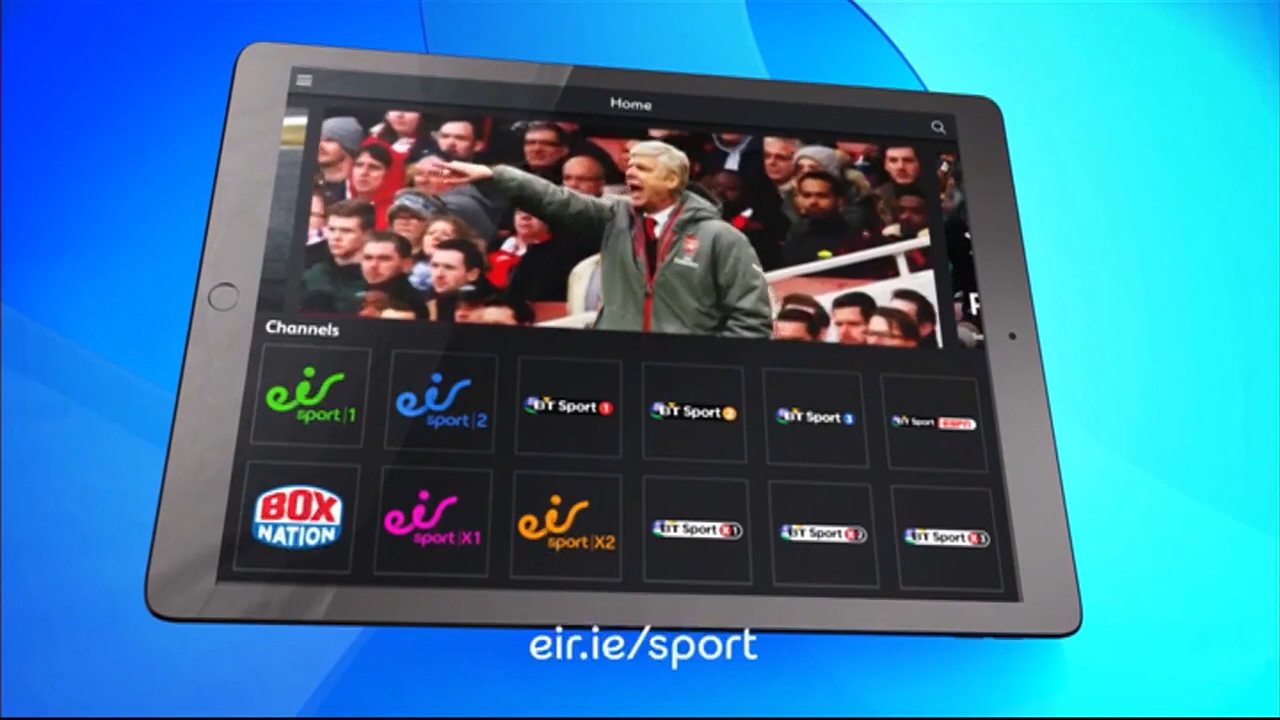 Home
Channels
eir sport|1
eir sport|2
BT Sport 1
BT Sport 2
BT Sport 3
BT Sport ESPN
BOX NATION
eir sport|X1
eir sport|X2
BT Sport X1
BT Sport X2
BT Sport X3
eir.ie/sport